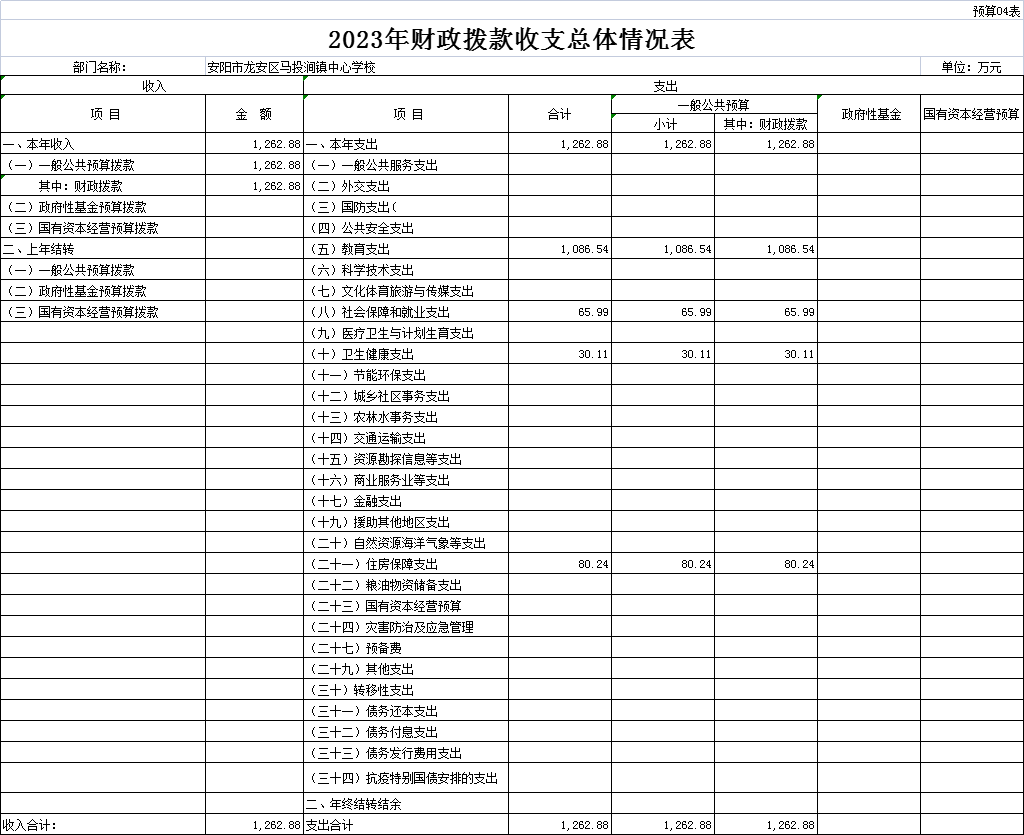 预算04表
2023年财政拨款收支总体情况表
部门名称： 安阳市龙安区马投涧镇中心学校 单位：万元
收入 支出
项 目 金 额 项 目 合计 一般公共预算 政府性基金 国有资本经营预算
小计 其中：财政拨款
一、本年收入 1,262.88 一、本年支出 1,262.88 1,262.88 1,262.88
（一）一般公共预算拨款 1,262.88 （一）一般公共服务支出
其中：财政拨款 1,262.88 （二）外交支出
（二）政府性基金预算拨款 （三）国防支出(
（三）国有资本经营预算拨款 （四）公共安全支出
二、上年结转 （五）教育支出 1,086.54 1,086.54 1,086.54
（一）一般公共预算拨款 （六）科学技术支出
（二）政府性基金预算拨款 （七）文化体育旅游与传媒支出
（三）国有资本经营预算拨款 （八）社会保障和就业支出 65.99 65.99 65.99
（九）医疗卫生与计划生育支出
（十）卫生健康支出 30.11 30.11 30.11
（十一）节能环保支出
（十二）城乡社区事务支出
（十三）农林水事务支出
（十四）交通运输支出
（十五）资源勘探信息等支出
（十六）商业服务业等支出
（十七）金融支出
（十九）援助其他地区支出
（二十）自然资源海洋气象等支出
（二十一）住房保障支出 80.24 80.24 80.24
（二十二）粮油物资储备支出
（二十三）国有资本经营预算
（二十四）灾害防治及应急管理
（二十七）预备费
（二十九）其他支出
（三十）转移性支出
（三十一）债务还本支出
（三十二）债务付息支出
（三十三）债务发行费用支出
（三十四）抗疫特别国债安排的支出
二、年终结转结余
收入合计： 1,262.88 支出合计 1,262.88 1,262.88 1,262.88